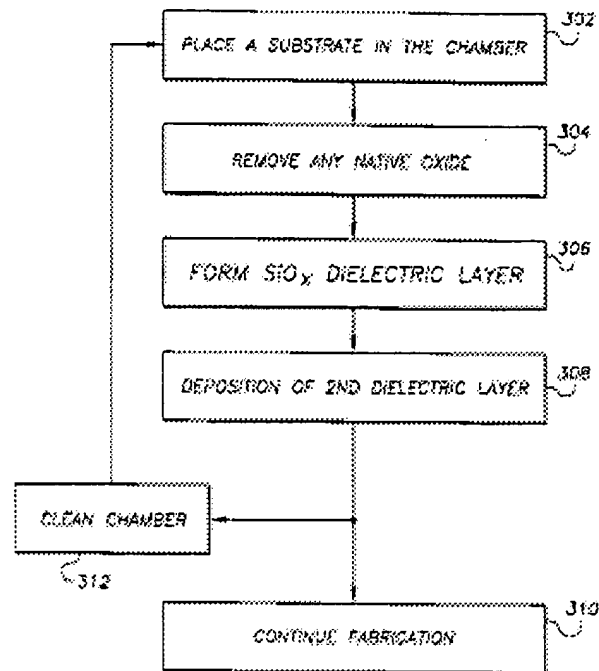 302
PLACE A SUBSTRATE IN THE CHAMBER
304
REMOVE ANY NATIVE OXIDE
306
FORM SIOx DIELECTRIC LAYER
308
DEPOSITION OF 2ND DIELECTRIC LAYER
CLEAN CHAMBER
312
310
CONTINUE FABRICATION